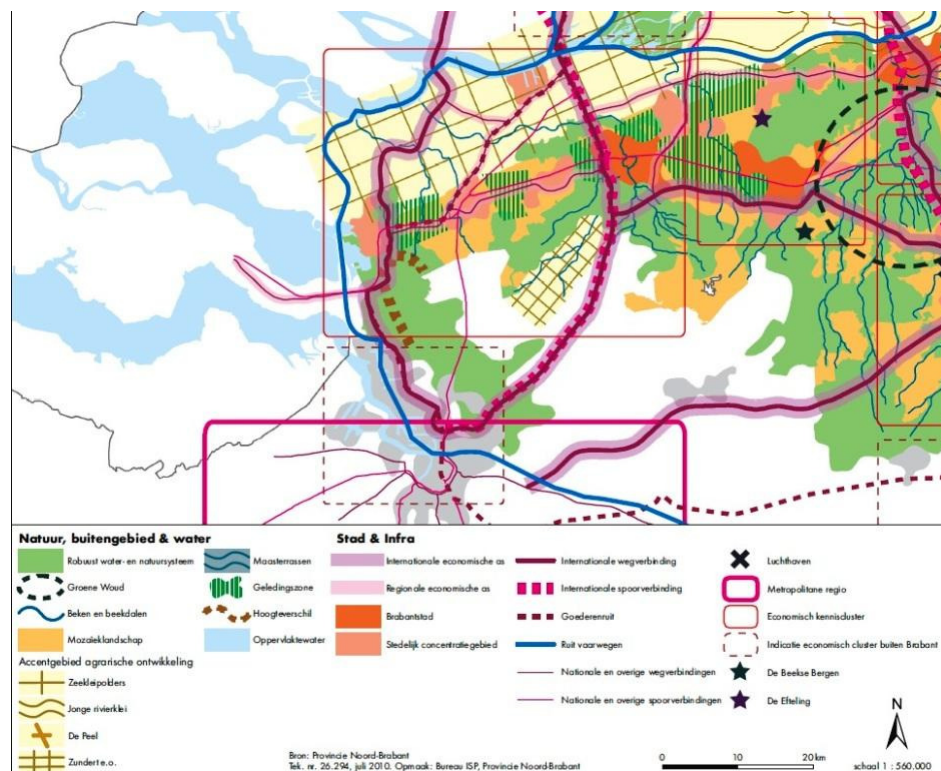 Natuur, buitengebied & water
Robuust water- en natuursysteem
Groene Woud
Beken en beekdalen
Mozaïeklandschap
Accentgebied agrarische ontwikkeling
Zeekleipolders
Jonge rivierklei
De Peel
Zundert e.o.
Maasterrassen
Geledingszone
Hoogteverschil
Oppervlaktewater
Stad & Infra
Internationale economische as
Regionale economische as
Brabantstad
Stedelijk concentratiegebied
Internationale wegverbinding
Internationale spoorverbinding
Goederenruit
Ruit vaarwegen
Nationale en overige wegverbindingen
Nationale en overige spoorverbindingen
Luchthaven
Metropolitane regio
Economisch kenniscluster
Indicatie economisch cluster buiten Brabant
De Beekse Bergen
De Efteling
N
Bron: Provincie Noord-Brabant
Tek. nr. 26.294, juli 2010. Opmaak: Bureau ISP, Provincie Noord-Brabant
0 10 20 km
schaal 1 : 560.000